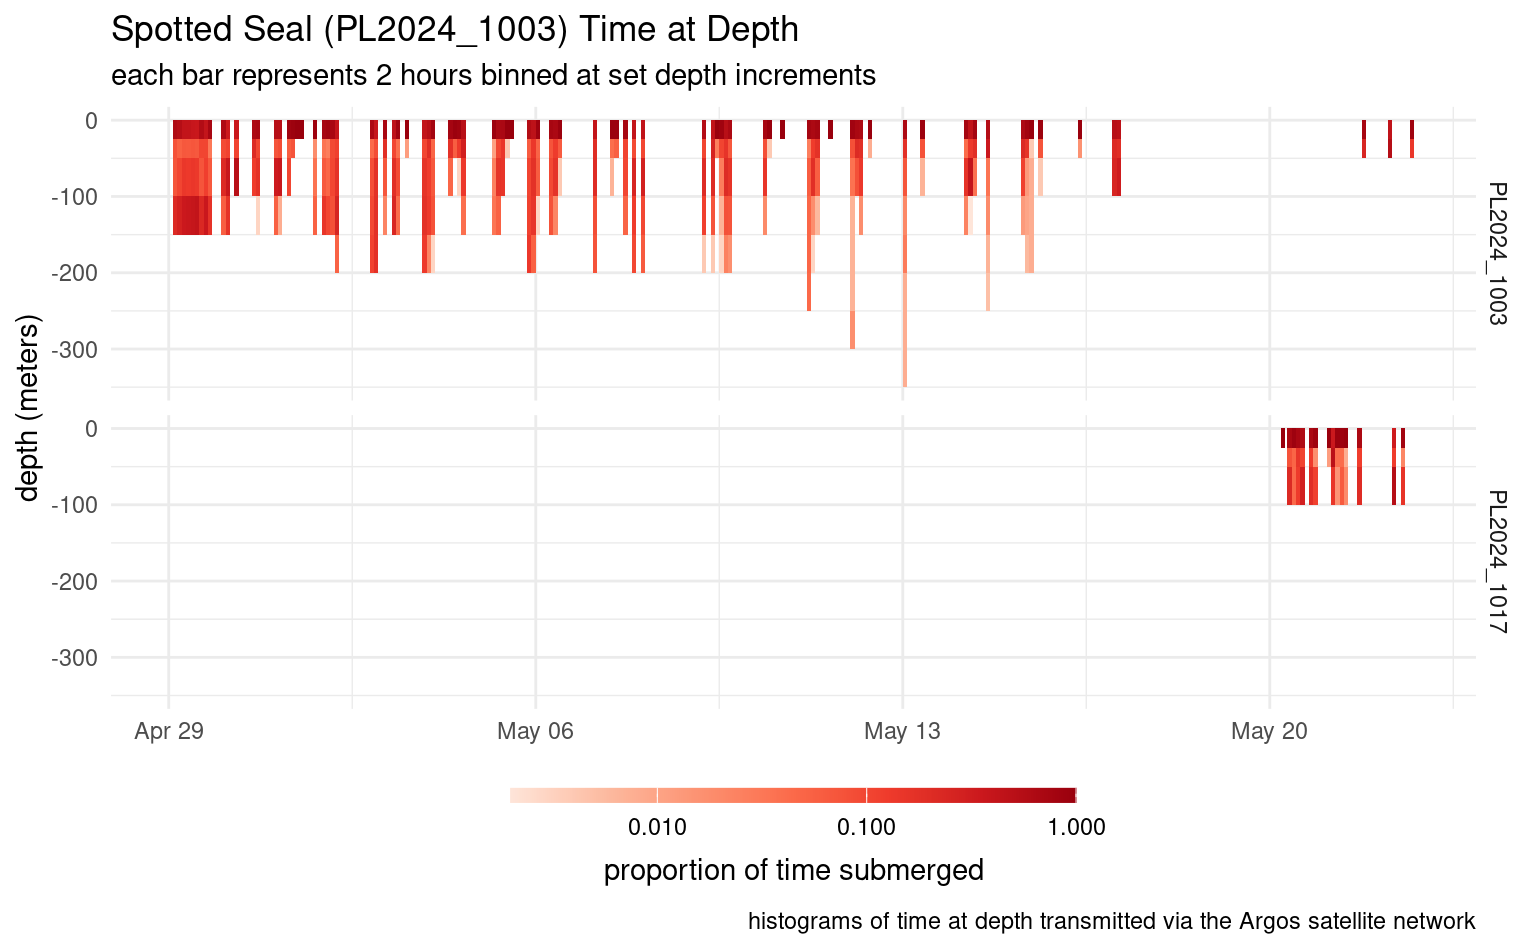 Spotted Seal (PL2024_1003) Time at Depth
each bar represents 2 hours binned at set depth increments
depth (meters)
0
-100
-200
-300
PL2024_1003
0
-100
-200
-300
PL2024_1017
Apr 29
May 06
May 13
May 20
0.010
0.100
1.000
proportion of time submerged
histograms of time at depth transmitted via the Argos satellite network